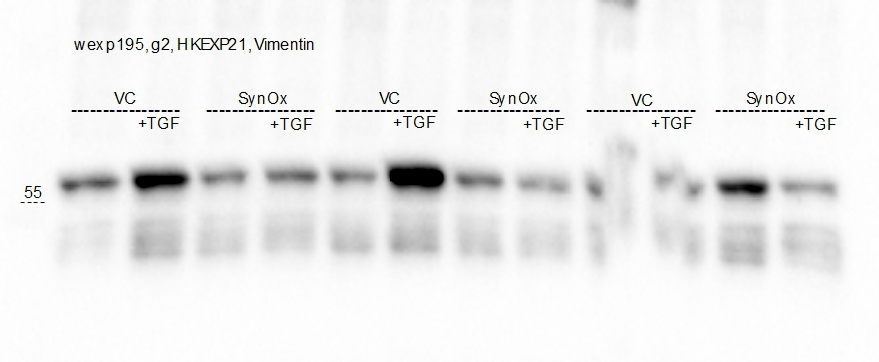 wexp195, g2, HKEXP21, Vimentin
VC SynOx VC SynOx VC SynOx
+TGF +TGF +TGF +TGF +TGF +TGF
55